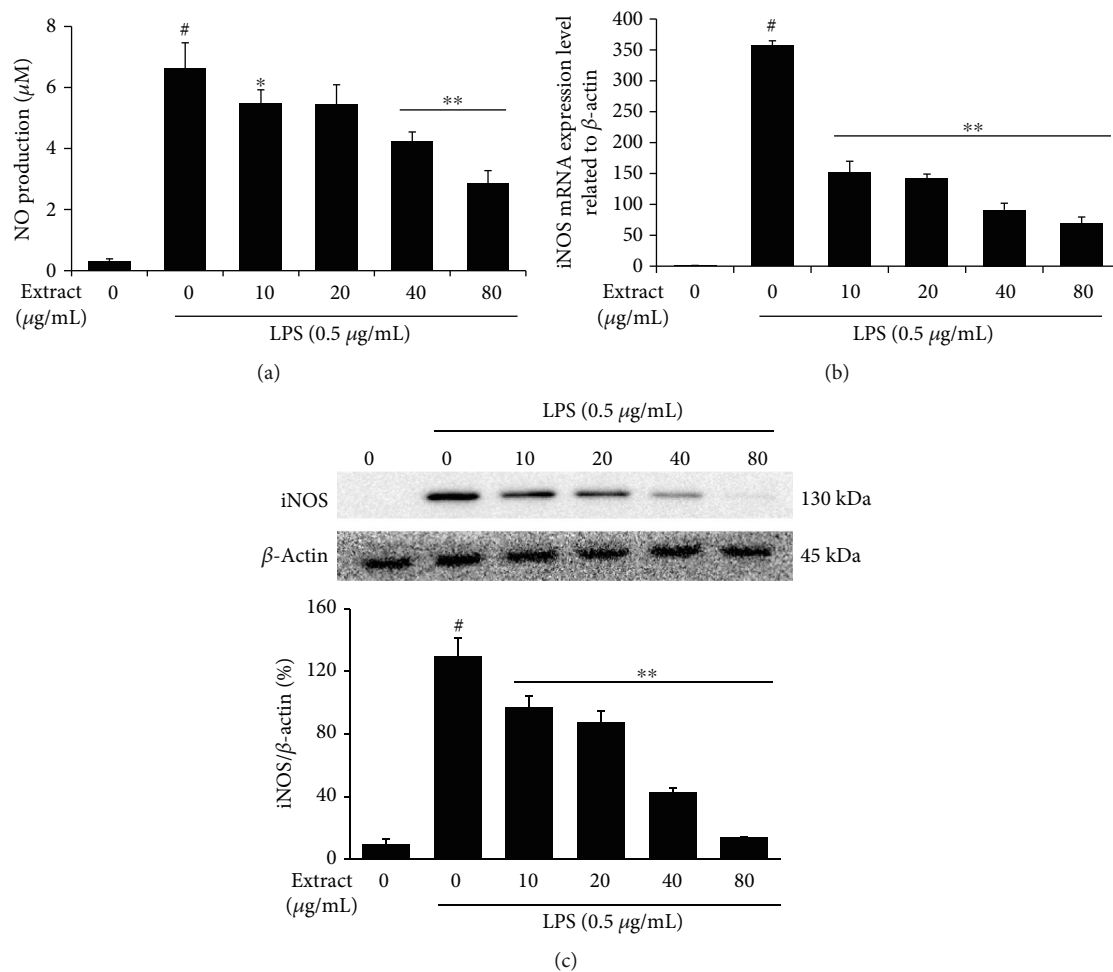 8
6
4
2
0
NO production (μM)
#
*
**
Extract
(μg/mL)
0
0
10
20
40
80
LPS (0.5 μg/mL)
(a)
400
350
300
250
200
150
100
50
0
iNOS mRNA expression level
related to β-actin
#
**
Extract
(μg/mL)
0
0
10
20
40
80
LPS (0.5 μg/mL)
(b)
LPS (0.5 μg/mL)
0
0
10
20
40
80
iNOS
130 kDa
β-Actin
45 kDa
160
120
80
40
0
iNOS/β-actin (%)
#
**
Extract
(μg/mL)
0
0
10
20
40
80
LPS (0.5 μg/mL)
(c)